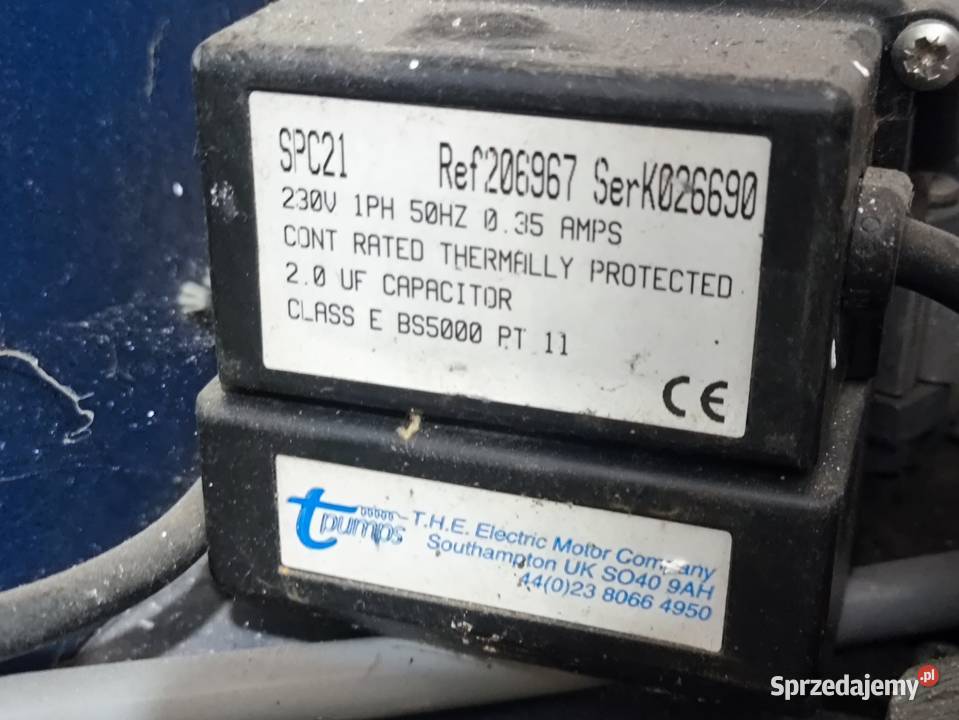 SPC21 Ref206967 SerK026690
230V 1PH 50HZ 0.35 AMPS
CONT RATED THERMALLY PROTECTED
2.0 UF CAPACITOR
CLASS E BS5000 PT 11
CE
t pumps
T.H.E. Electric Motor Company
Southampton UK SO40 9AH
44(0)23 8066 4950
Sprzedajemy.pl